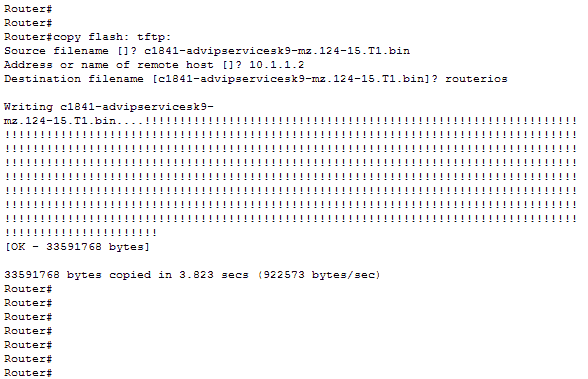 Router#
Router#
Router#copy flash: tftp:
Source filename []? c1841-advipservicesk9-mz.124-15.T1.bin
Address or name of remote host []? 10.1.1.2
Destination filename [c1841-advipservicesk9-mz.124-15.T1.bin]? routerios
Writing c1841-advipservicesk9-
mz.124-15.T1.bin....!!!!!!!!!!!!!!!!!!!!!!!!!!!!!!!!!!!!!!!!!!!!!!!!!!!!!!!!!!!!!!
!!!!!!!!!!!!!!!!!!!!!!!!!!!!!!!!!!!!!!!!!!!!!!!!!!!!!!!!!!!!!!!!!!!!!!!!!!!!!!!!!!
!!!!!!!!!!!!!!!!!!!!!!!!!!!!!!!!!!!!!!!!!!!!!!!!!!!!!!!!!!!!!!!!!!!!!!!!!!!!!!!!!!
!!!!!!!!!!!!!!!!!!!!!!!!!!!!!!!!!!!!!!!!!!!!!!!!!!!!!!!!!!!!!!!!!!!!!!!!!!!!!!!!!!
!!!!!!!!!!!!!!!!!!!!!!!!!!!!!!!!!!!!!!!!!!!!!!!!!!!!!!!!!!!!!!!!!!!!!!!!!!!!!!!!!!
!!!!!!!!!!!!!!!!!!!!!!!!!!!!!!!!!!!!!!!!!!!!!!!!!!!!!!!!!!!!!!!!!!!!!!!!!!!!!!!!!!
!!!!!!!!!!!!!!!!!!!!!!!!!!!!!!!!!!!!!!!!!!!!!!!!!!!!!!!!!!!!!!!!!!!!!!!!!!!!!!!!!!
!!!!!!!!!!!!!!!!!!!!!!!!!!!!!!!!!!!!!!!!!!!!!!!!!!!!!!!!!!!!!!!!!!!!!!!!!!!!!!!!!!
!!!!!!!!!!!!!!!!!!!!!!
[OK - 33591768 bytes]
33591768 bytes copied in 3.823 secs (922573 bytes/sec)
Router#
Router#
Router#
Router#
Router#
Router#
Router#